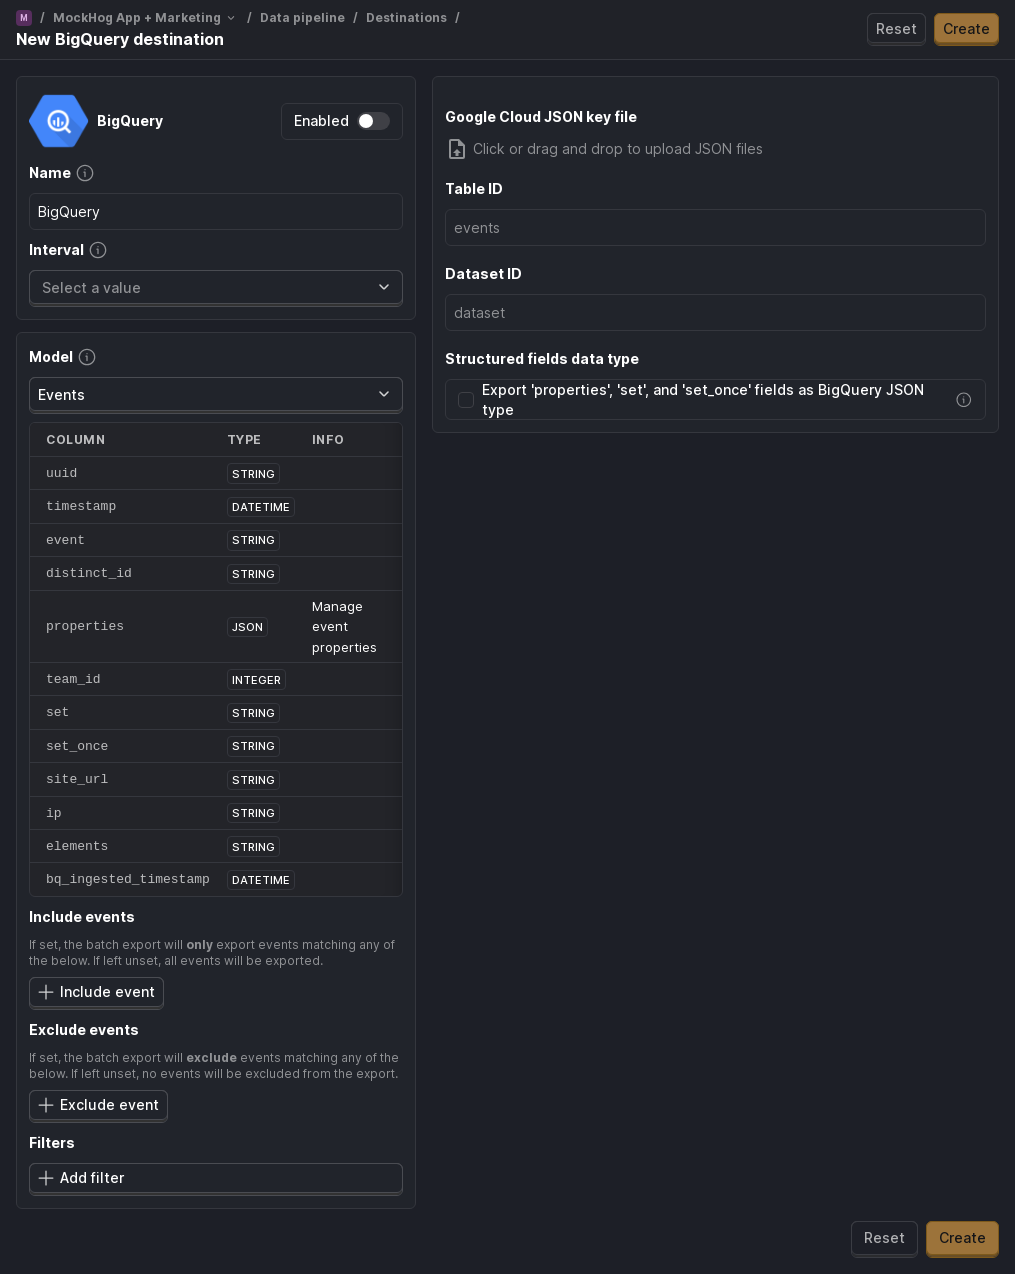 M / MockHog App + Marketing / Data pipeline / Destinations /
New BigQuery destination
Reset Create
BigQuery
Enabled
Name
BigQuery
Interval
Select a value
Model
Events
COLUMN TYPE INFO
uuid STRING
timestamp DATETIME
event STRING
distinct_id STRING
properties JSON Manage
event
properties
team_id INTEGER
set STRING
set_once STRING
site_url STRING
ip STRING
elements STRING
bq_ingested_timestamp DATETIME
Include events
If set, the batch export will only export events matching any of
the below. If left unset, all events will be exported.
Include event
Exclude events
If set, the batch export will exclude events matching any of the
below. If left unset, no events will be excluded from the export.
Exclude event
Filters
Add filter
Google Cloud JSON key file
Click or drag and drop to upload JSON files
Table ID
events
Dataset ID
dataset
Structured fields data type
Export 'properties', 'set', and 'set_once' fields as BigQuery JSON
type
Reset Create